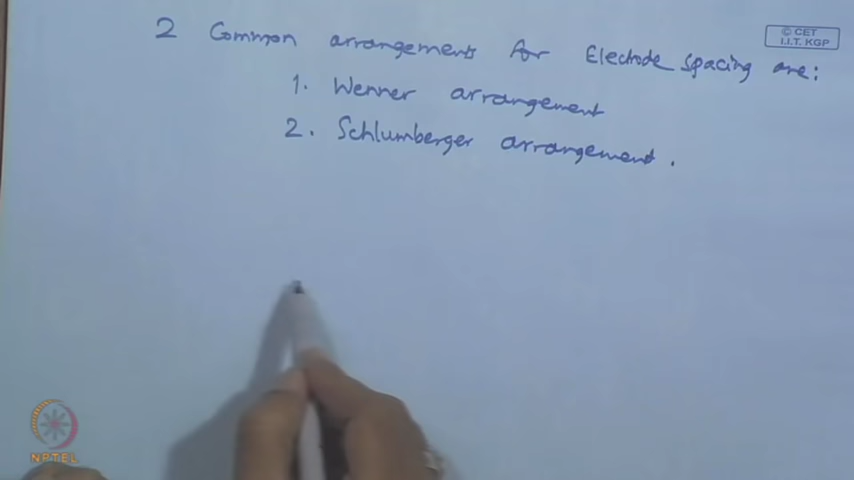 2 Common arrangements for Electrode spacing are:
1. Wenner arrangement
2. Schlumberger arrangement.
© CET
I.I.T. KGP
NPTEL